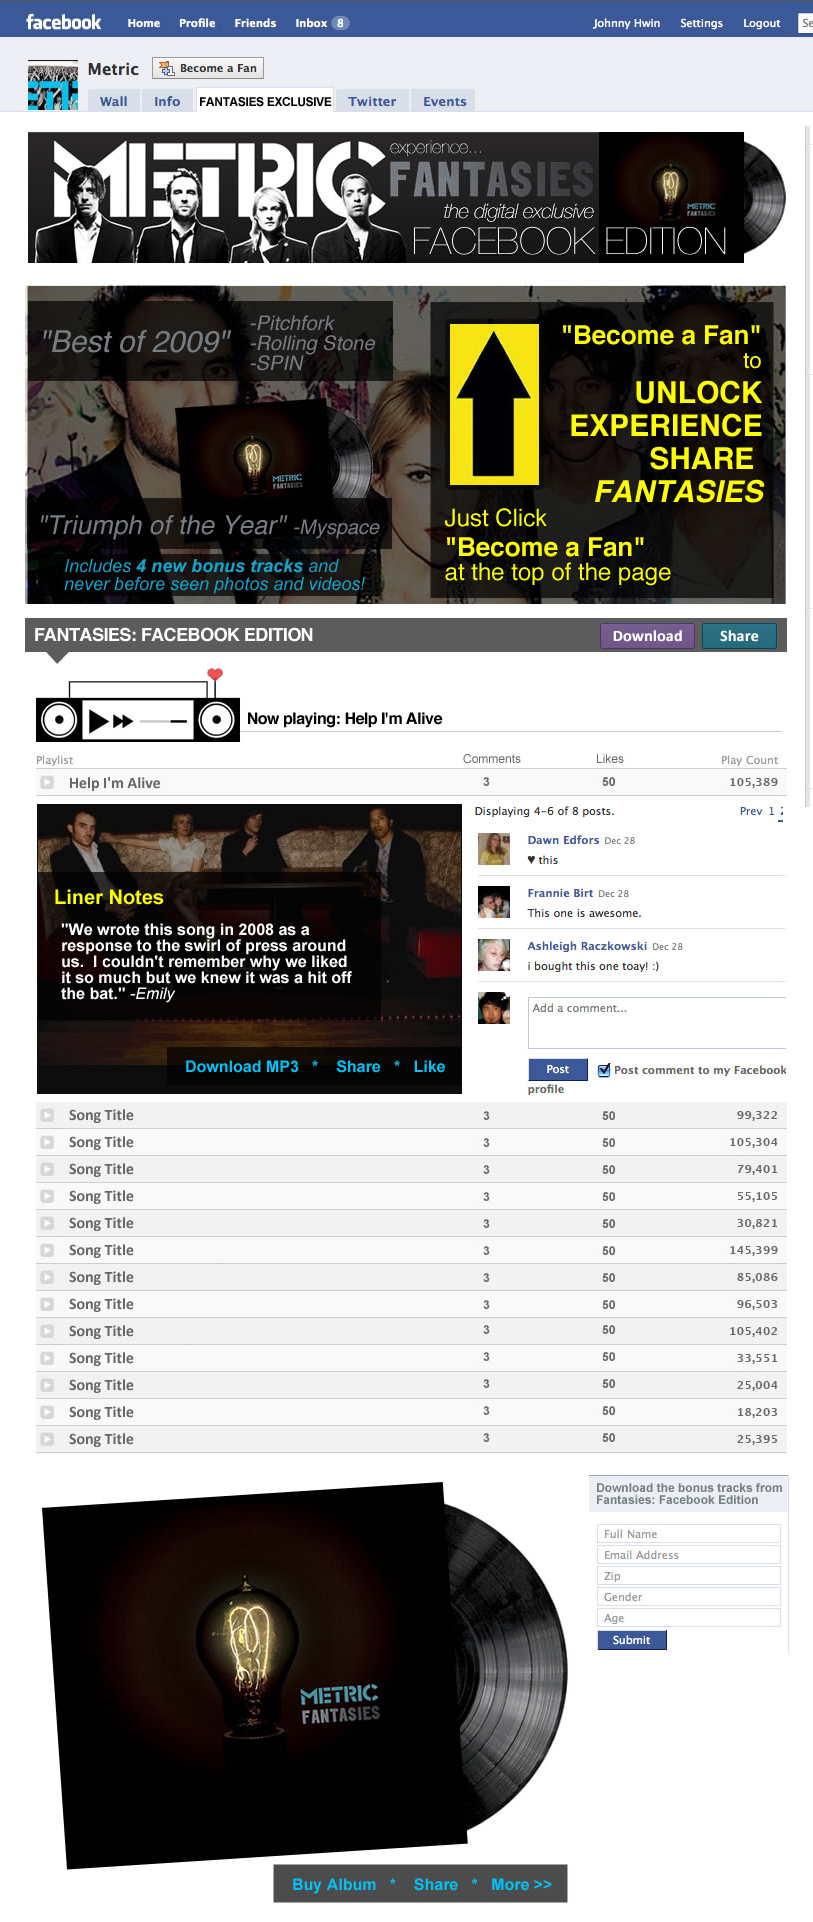 facebook Home Profile Friends Inbox 8 Johnny Hwin Settings Logout Se
Metric Become a Fan
Wall Info FANTASIES EXCLUSIVE Twitter Events
METRIC experience...
FANTASIES
the digital exclusive
FACEBOOK EDITION
METRIC
FANTASIES
"Best of 2009" -Pitchfork
-Rolling Stone
-SPIN
METRIC
FANTASIES
"Triumph of the Year" -Myspace
Includes 4 new bonus tracks and
never before seen photos and videos!
"Become a Fan"
to
UNLOCK
EXPERIENCE
SHARE
FANTASIES
Just Click
"Become a Fan"
at the top of the page
FANTASIES: FACEBOOK EDITION Download Share
Now playing: Help I'm Alive
Playlist Comments Likes Play Count
Help I'm Alive 3 50 105,389
Liner Notes
"We wrote this song in 2008 as a
response to the swirl of press around
us. I couldn't remember why we liked
it so much but we knew it was a hit off
the bat." -Emily
Download MP3 * Share * Like
Displaying 4-6 of 8 posts. Prev 1 2
Dawn Edfors Dec 28
♥ this
Frannie Birt Dec 28
This one is awesome.
Ashleigh Raczkowski Dec 28
i bought this one toay! :)
Add a comment...
Post Post comment to my Facebook
profile
Song Title 3 50 99,322
Song Title 3 50 105,304
Song Title 3 50 79,401
Song Title 3 50 55,105
Song Title 3 50 30,821
Song Title 3 50 145,399
Song Title 3 50 85,086
Song Title 3 50 96,503
Song Title 3 50 105,402
Song Title 3 50 33,551
Song Title 3 50 25,004
Song Title 3 50 18,203
Song Title 3 50 25,395
METRIC
FANTASIES
Download the bonus tracks from
Fantasies: Facebook Edition
Full Name
Email Address
Zip
Gender
Age
Submit
Buy Album * Share * More >>